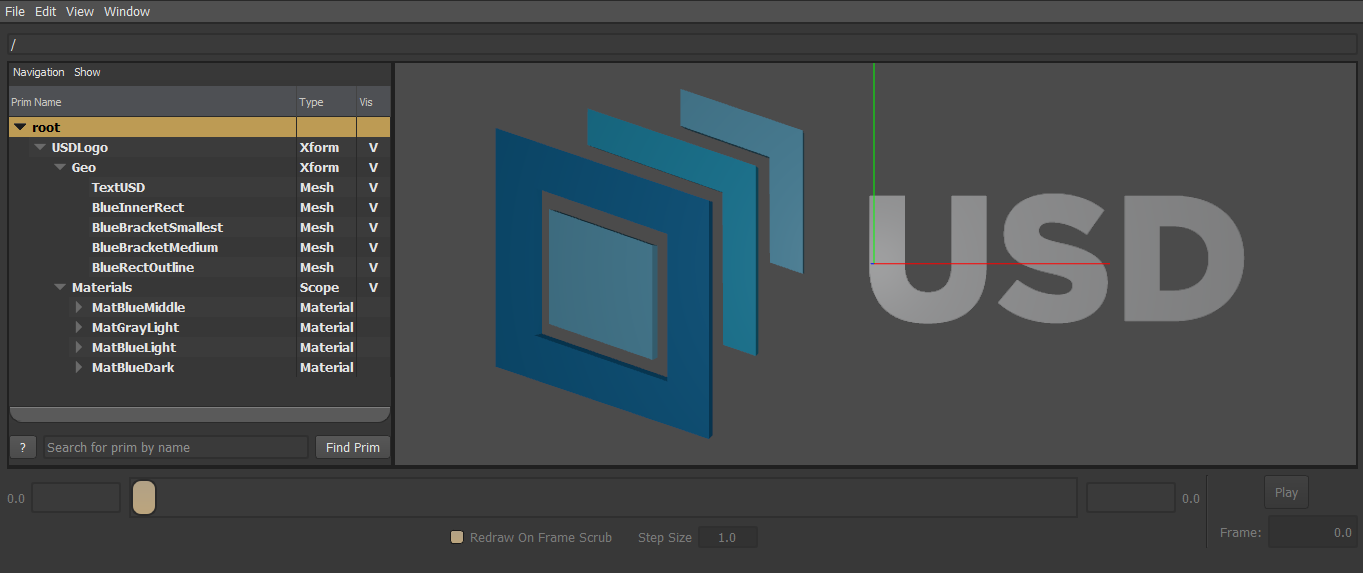 File Edit View Window
/
Navigation Show
Prim Name Type Vis
root
USDLogo Xform V
Geo Xform V
TextUSD Mesh V
BlueInnerRect Mesh V
BlueBracketSmallest Mesh V
BlueBracketMedium Mesh V
BlueRectOutline Mesh V
Materials Scope V
MatBlueMiddle Material
MatGrayLight Material
MatBlueLight Material
MatBlueDark Material
? Search for prim by name Find Prim
USD
0.0 0.0 Play
Redraw On Frame Scrub Step Size 1.0 Frame: 0.0